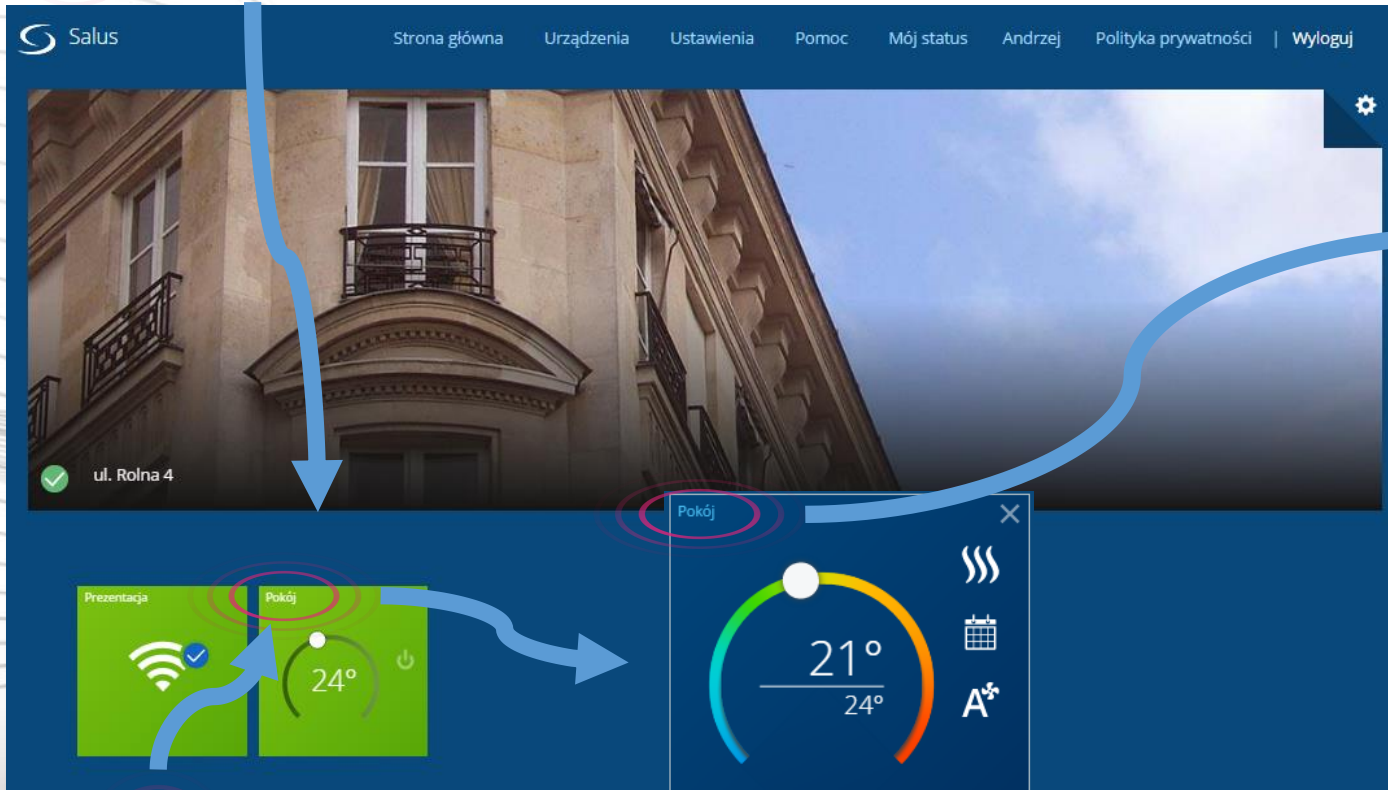 Salus
Strona główna Urządzenia Ustawienia Pomoc Mój status Andrzej Polityka prywatności | Wyloguj
ul. Rolna 4
Pokój
Prezentacja
Pokój
24°
21°
24°
A